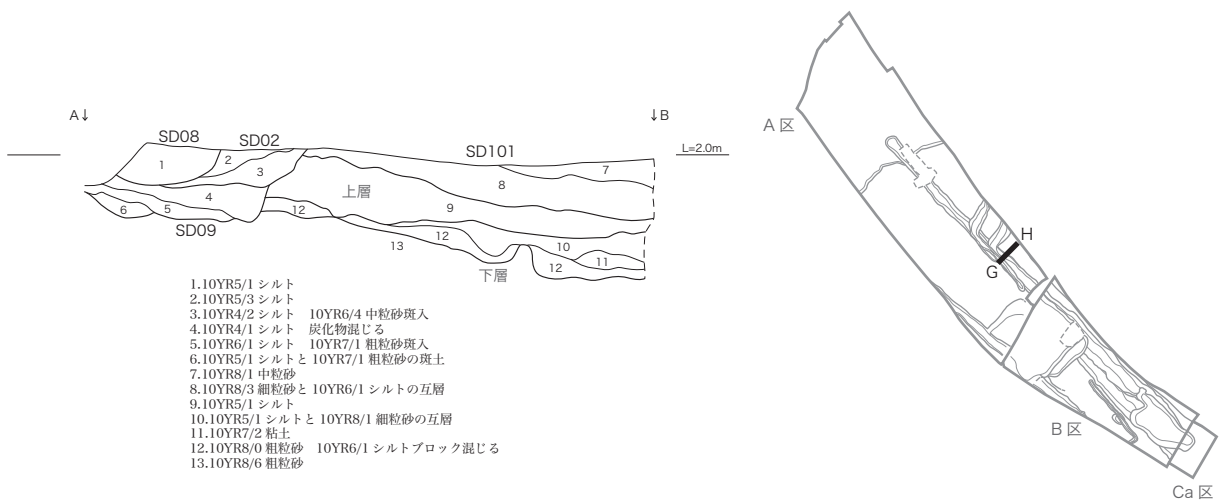 A↓
↓B
SD08
SD02
SD101
L=2.0m
1
2
3
7
8
上層
4
9
6
5
12
SD09
13
12
10
11
12
下層
1.10YR5/1 シルト
2.10YR5/3 シルト
3.10YR4/2 シルト　10YR6/4 中粒砂斑入
4.10YR4/1 シルト　炭化物混じる
5.10YR6/1 シルト　10YR7/1 粗粒砂斑入
6.10YR5/1 シルトと 10YR7/1 粗粒砂の斑土
7.10YR8/1 中粒砂
8.10YR8/3 細粒砂と 10YR6/1 シルトの互層
9.10YR5/1 シルト
10.10YR5/1 シルトと 10YR8/1 細粒砂の互層
11.10YR7/2 粘土
12.10YR8/0 粗粒砂　10YR6/1 シルトブロック混じる
13.10YR8/6 粗粒砂
A 区
H
G
B 区
Ca 区